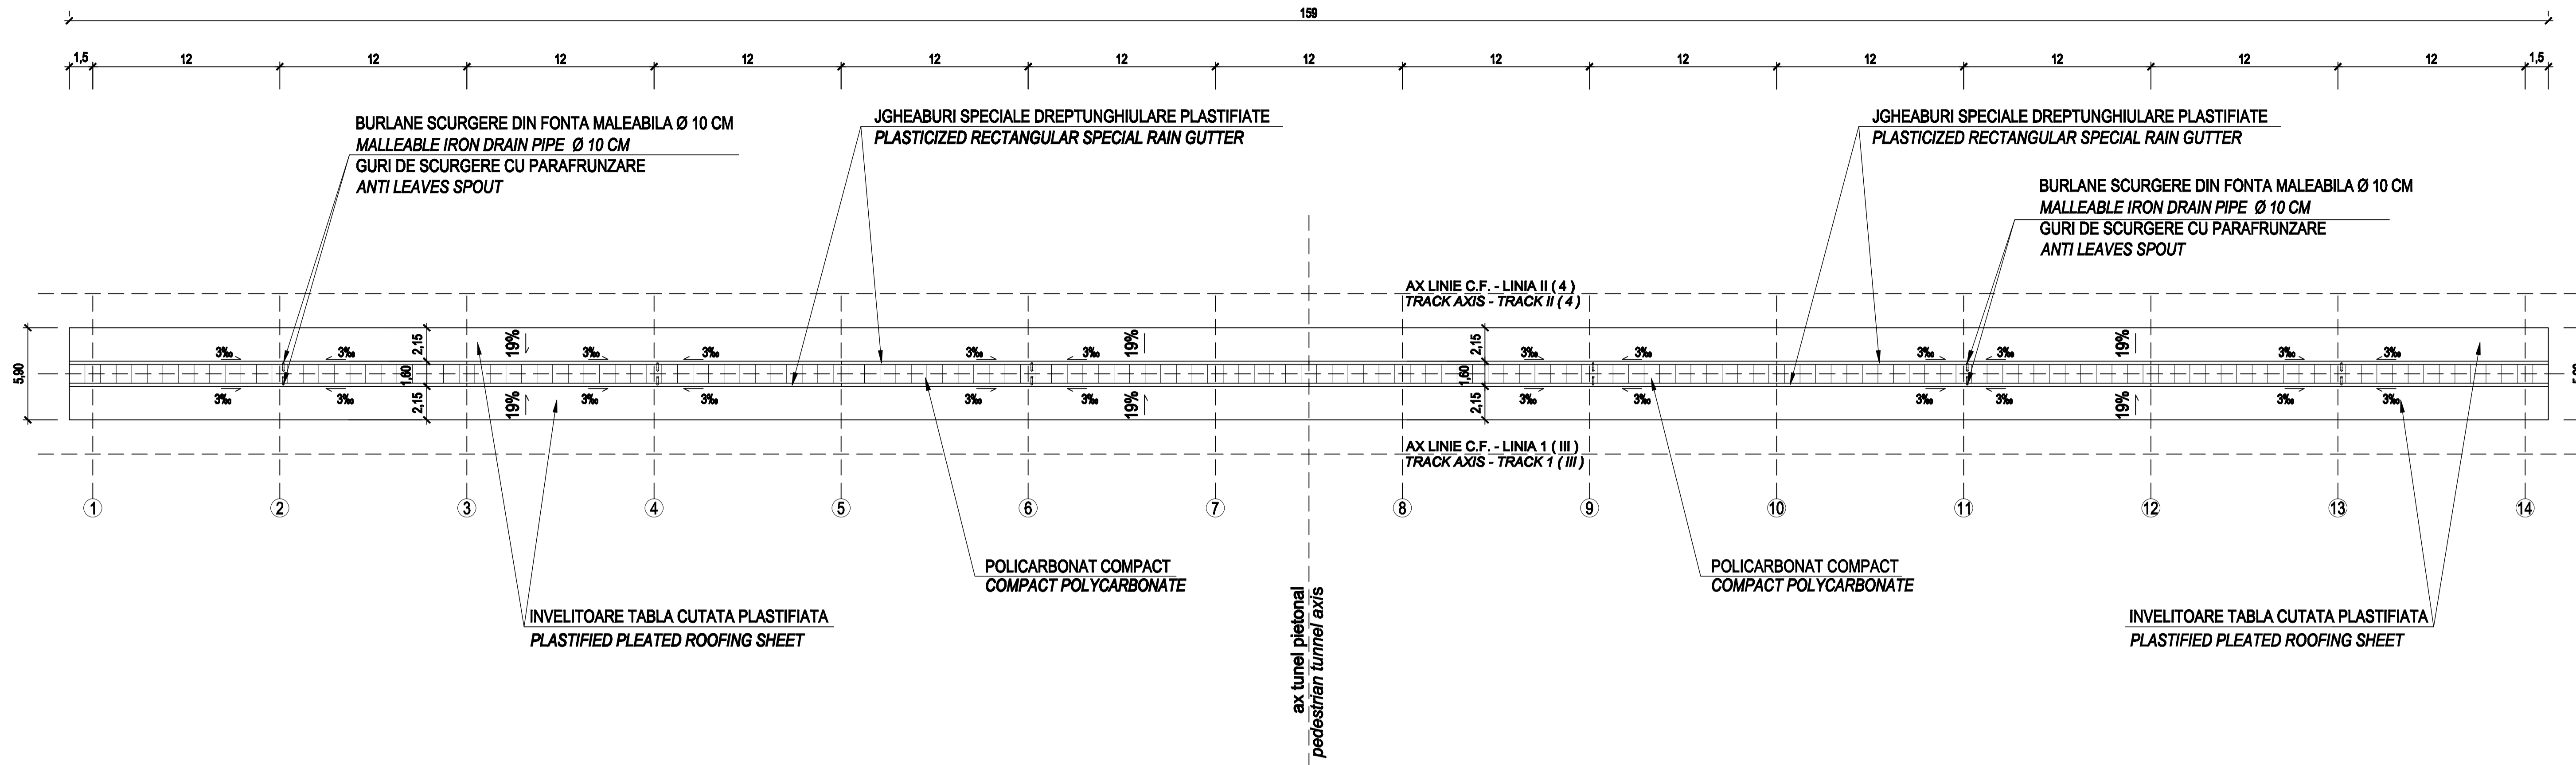 159
1,5 12 12 12 12 12 12 12 12 12 12 12 12 12 1,5
BURLANE SCURGERE DIN FONTA MALEABILA Ø 10 CM
MALLEABLE IRON DRAIN PIPE Ø 10 CM
GURI DE SCURGERE CU PARAFRUNZARE
ANTI LEAVES SPOUT
JGHEABURI SPECIALE DREPTUNGHIULARE PLASTIFIATE
PLASTICIZED RECTANGULAR SPECIAL RAIN GUTTER
JGHEABURI SPECIALE DREPTUNGHIULARE PLASTIFIATE
PLASTICIZED RECTANGULAR SPECIAL RAIN GUTTER
BURLANE SCURGERE DIN FONTA MALEABILA Ø 10 CM
MALLEABLE IRON DRAIN PIPE Ø 10 CM
GURI DE SCURGERE CU PARAFRUNZARE
ANTI LEAVES SPOUT
AX LINIE C.F. - LINIA II ( 4 )
TRACK AXIS - TRACK II ( 4 )
3‰ 3‰ 2,15 19% 3‰ 3‰ 3‰ 3‰ 19% 2,15 3‰ 3‰ 3‰ 3‰ 19% 3‰ 3‰
5,90 1,60 1,60
3‰ 3‰ 2,15 19% 3‰ 3‰ 3‰ 3‰ 19% 2,15 3‰ 3‰ 3‰ 3‰ 19% 3‰ 3‰
AX LINIE C.F. - LINIA 1 ( III )
TRACK AXIS - TRACK 1 ( III )
1 2 3 4 5 6 7 8 9 10 11 12 13 14
POLICARBONAT COMPACT
COMPACT POLYCARBONATE
POLICARBONAT COMPACT
COMPACT POLYCARBONATE
INVELITOARE TABLA CUTATA PLASTIFIATA
PLASTIFIED PLEATED ROOFING SHEET
INVELITOARE TABLA CUTATA PLASTIFIATA
PLASTIFIED PLEATED ROOFING SHEET
ax tunel pietonal
pedestrian tunnel axis